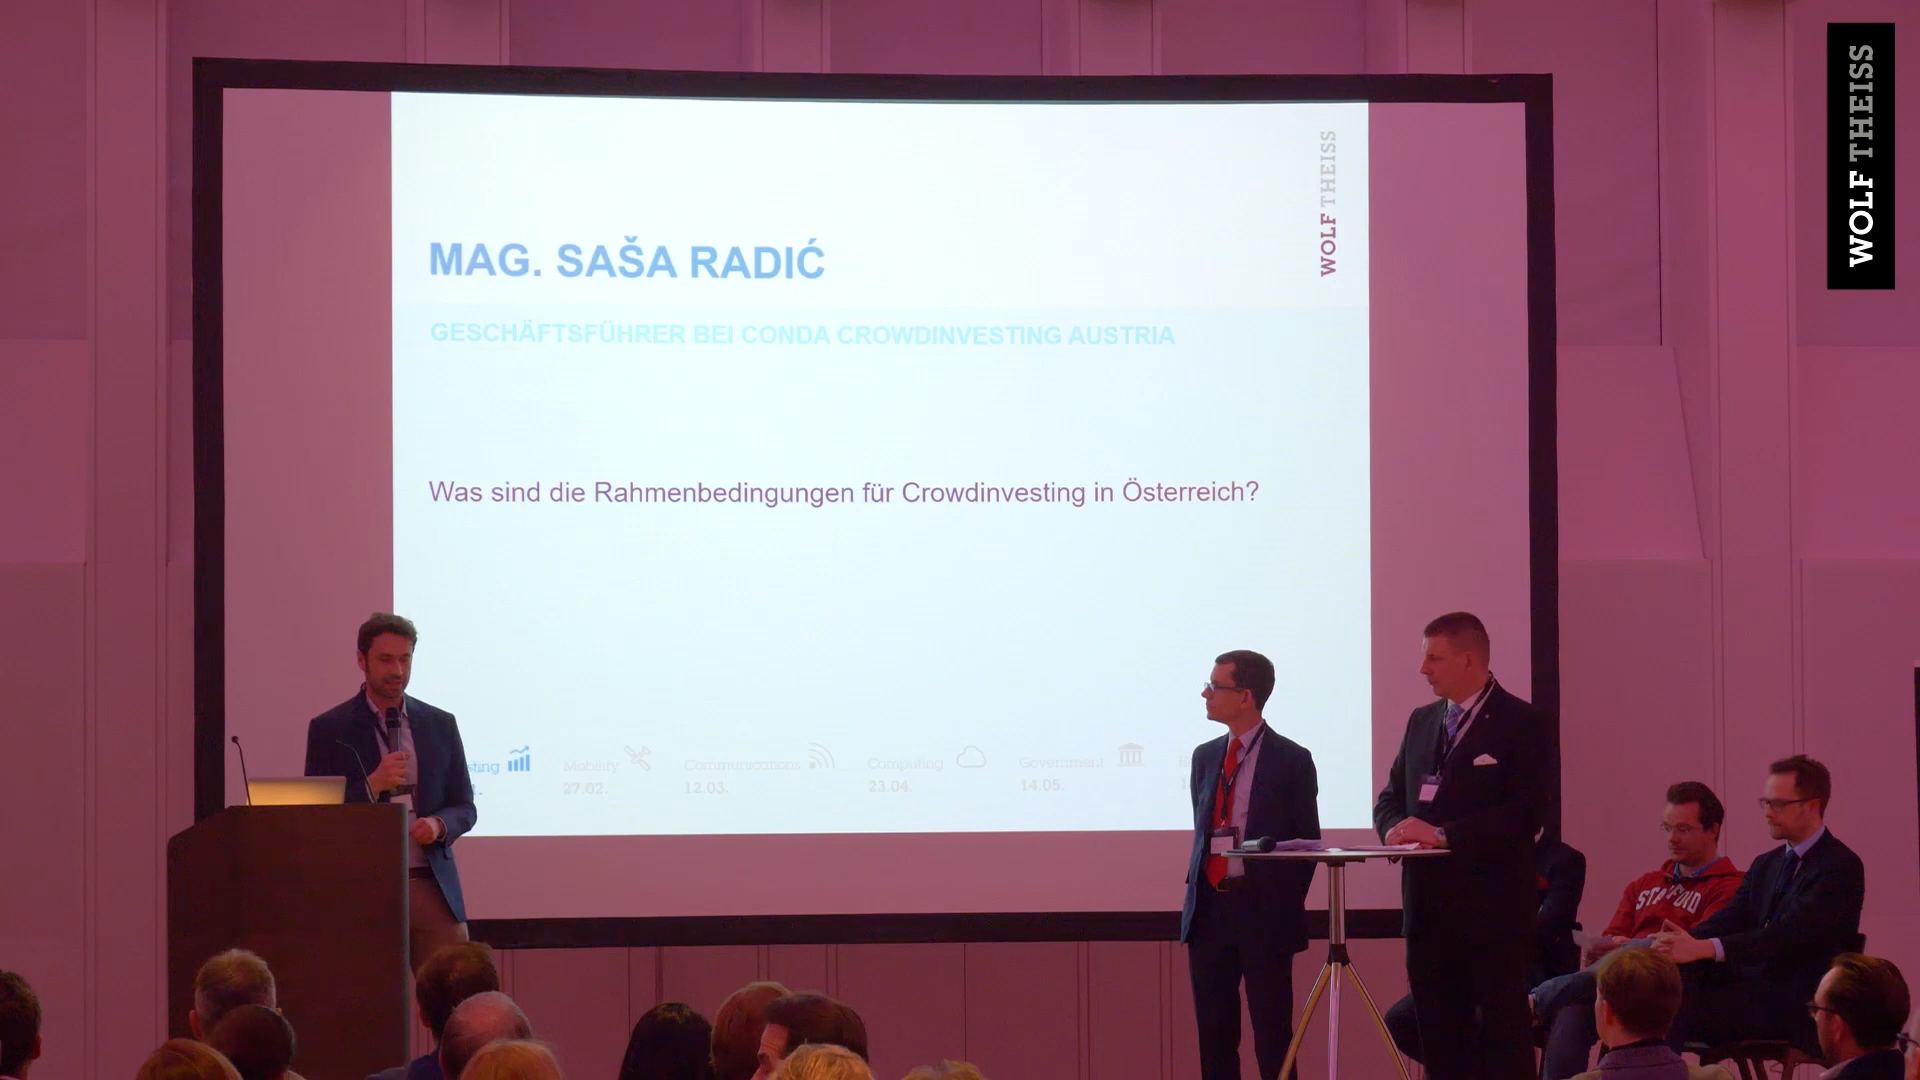 WOLF THEISS
WOLF THEISS
MAG. SAŠA RADIĆ
GESCHÄFTSFÜHRER BEI CONDA CROWDINVESTING AUSTRIA
Was sind die Rahmenbedingungen für Crowdinvesting in Österreich?
sting Mobility Communications Computing Government
27.02. 12.03. 23.04. 14.05.